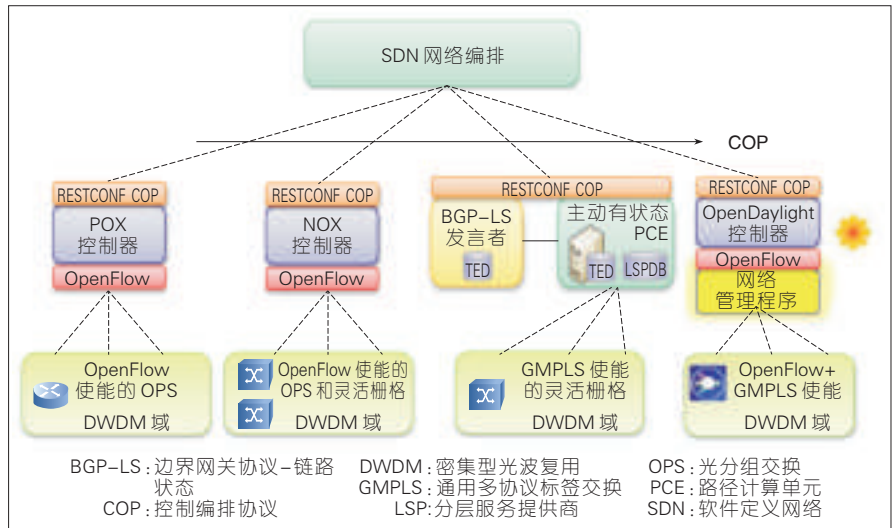 SDN 网络编排
COP
RESTCONF COP
POX
控制器
OpenFlow
RESTCONF COP
NOX
控制器
OpenFlow
RESTCONF COP
BGP-LS
发言者
TED
主动有状态
PCE
TED
LSPDB
RESTCONF COP
OpenDaylight
控制器
OpenFlow
网络
管理程序
OpenFlow
使能的 OPS
DWDM 域
OpenFlow 使能的
OPS 和灵活栅格
DWDM 域
GMPLS 使能
的灵活栅格
DWDM 域
OpenFlow+
GMPLS 使能
DWDM 域
BGP-LS:边界网关协议-链路
状态
COP:控制编排协议
DWDM:密集型光波复用
GMPLS:通用多协议标签交换
LSP:分层服务提供商
OPS:光分组交换
PCE:路径计算单元
SDN:软件定义网络